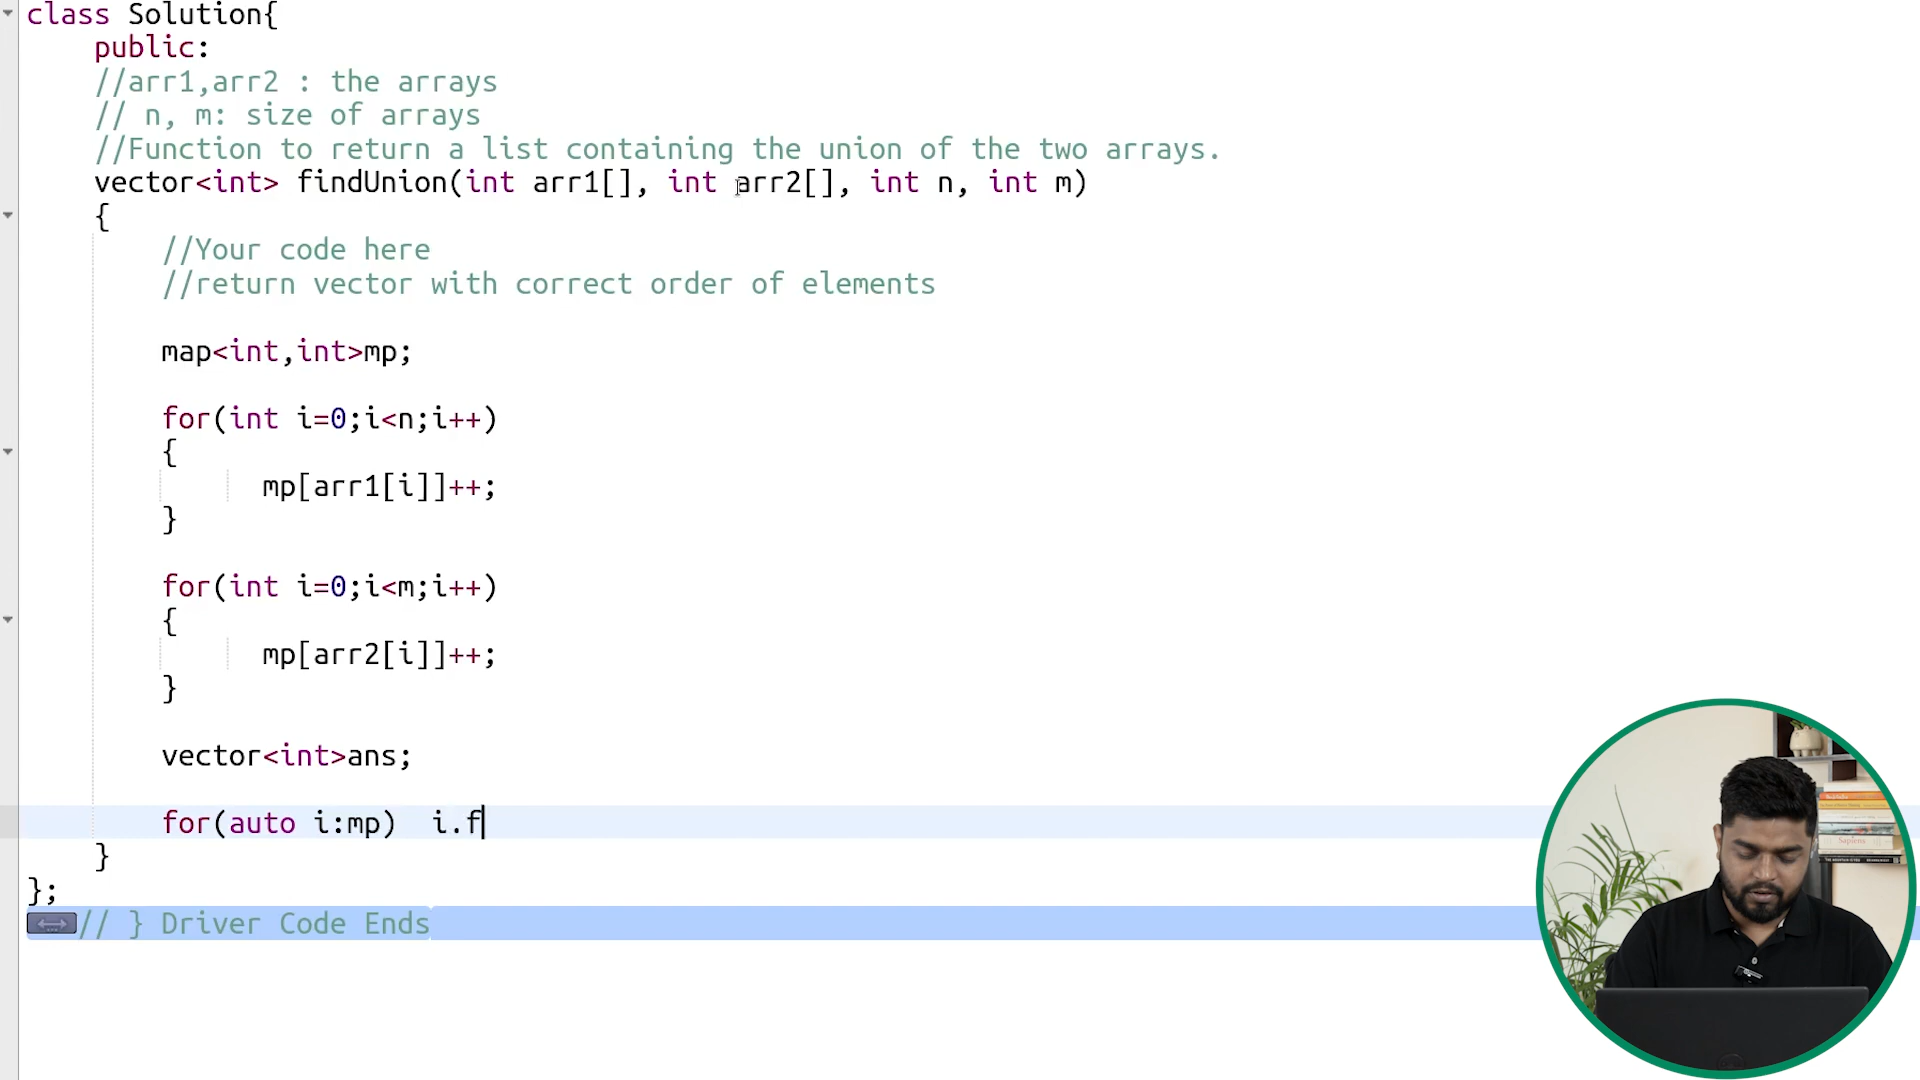 class Solution{
public:
//arr1,arr2 : the arrays
// n, m: size of arrays
//Function to return a list containing the union of the two arrays.
vector<int> findUnion(int arr1[], int arr2[], int n, int m)
{
//Your code here
//return vector with correct order of elements
map<int,int>mp;
for(int i=0;i<n;i++)
{
mp[arr1[i]]++;
}
for(int i=0;i<m;i++)
{
mp[arr2[i]]++;
}
vector<int>ans;
for(auto i:mp)  i.f
}
};
// } Driver Code Ends
Sapiens